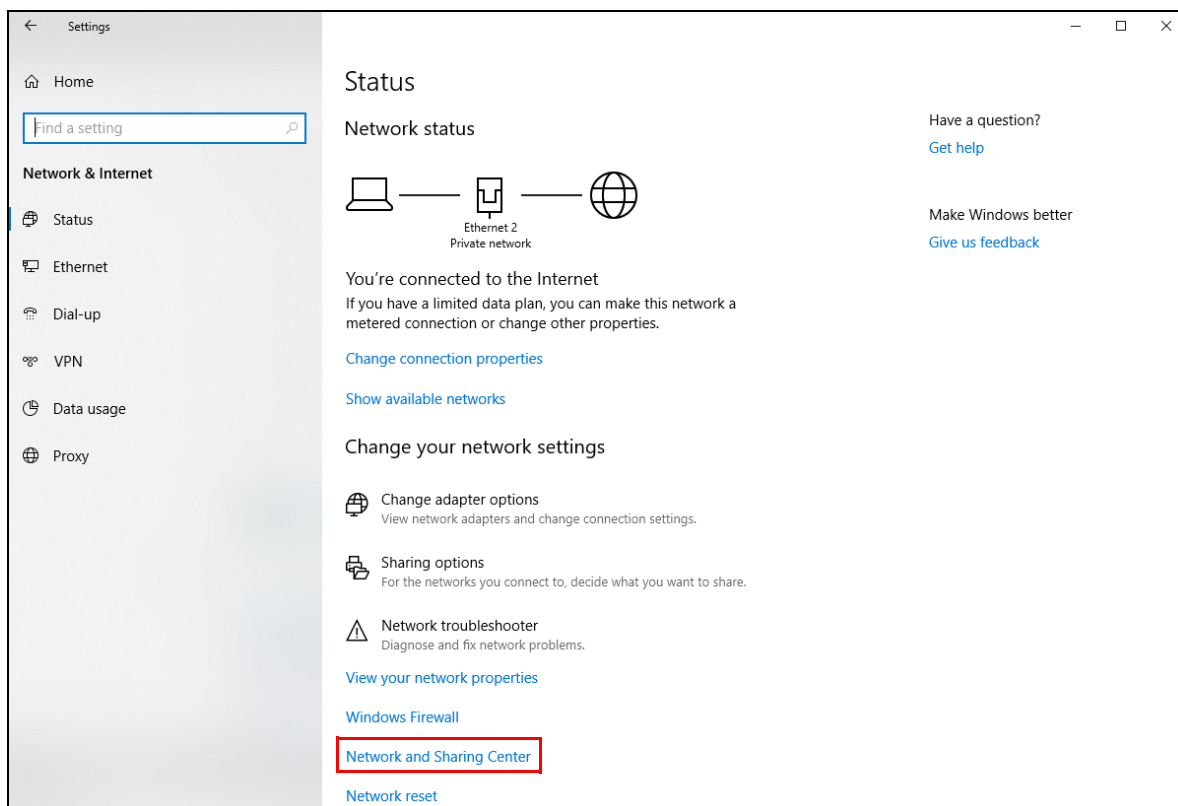 Settings
Home
Find a setting
Network & Internet
Status
Ethernet
Dial-up
VPN
Data usage
Proxy
Status
Network status
Ethernet 2
Private network
You're connected to the Internet
If you have a limited data plan, you can make this network a
metered connection or change other properties.
Change connection properties
Show available networks
Change your network settings
Change adapter options
View network adapters and change connection settings.
Sharing options
For the networks you connect to, decide what you want to share.
Network troubleshooter
Diagnose and fix network problems.
View your network properties
Windows Firewall
Network and Sharing Center
Network reset
Have a question?
Get help
Make Windows better
Give us feedback